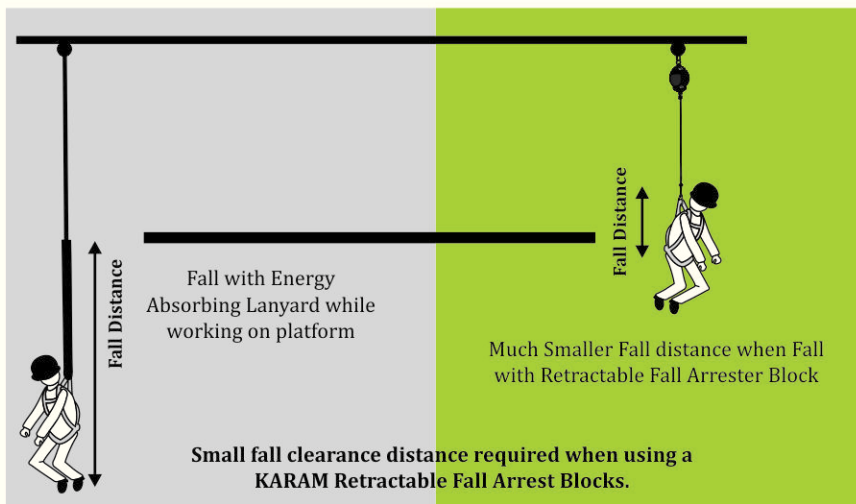 Fall Distance
Fall with Energy
Absorbing Lanyard while
working on platform
Fall Distance
Much Smaller Fall distance when Fall
with Retractable Fall Arrester Block
Small fall clearance distance required when using a
KARAM Retractable Fall Arrest Blocks.